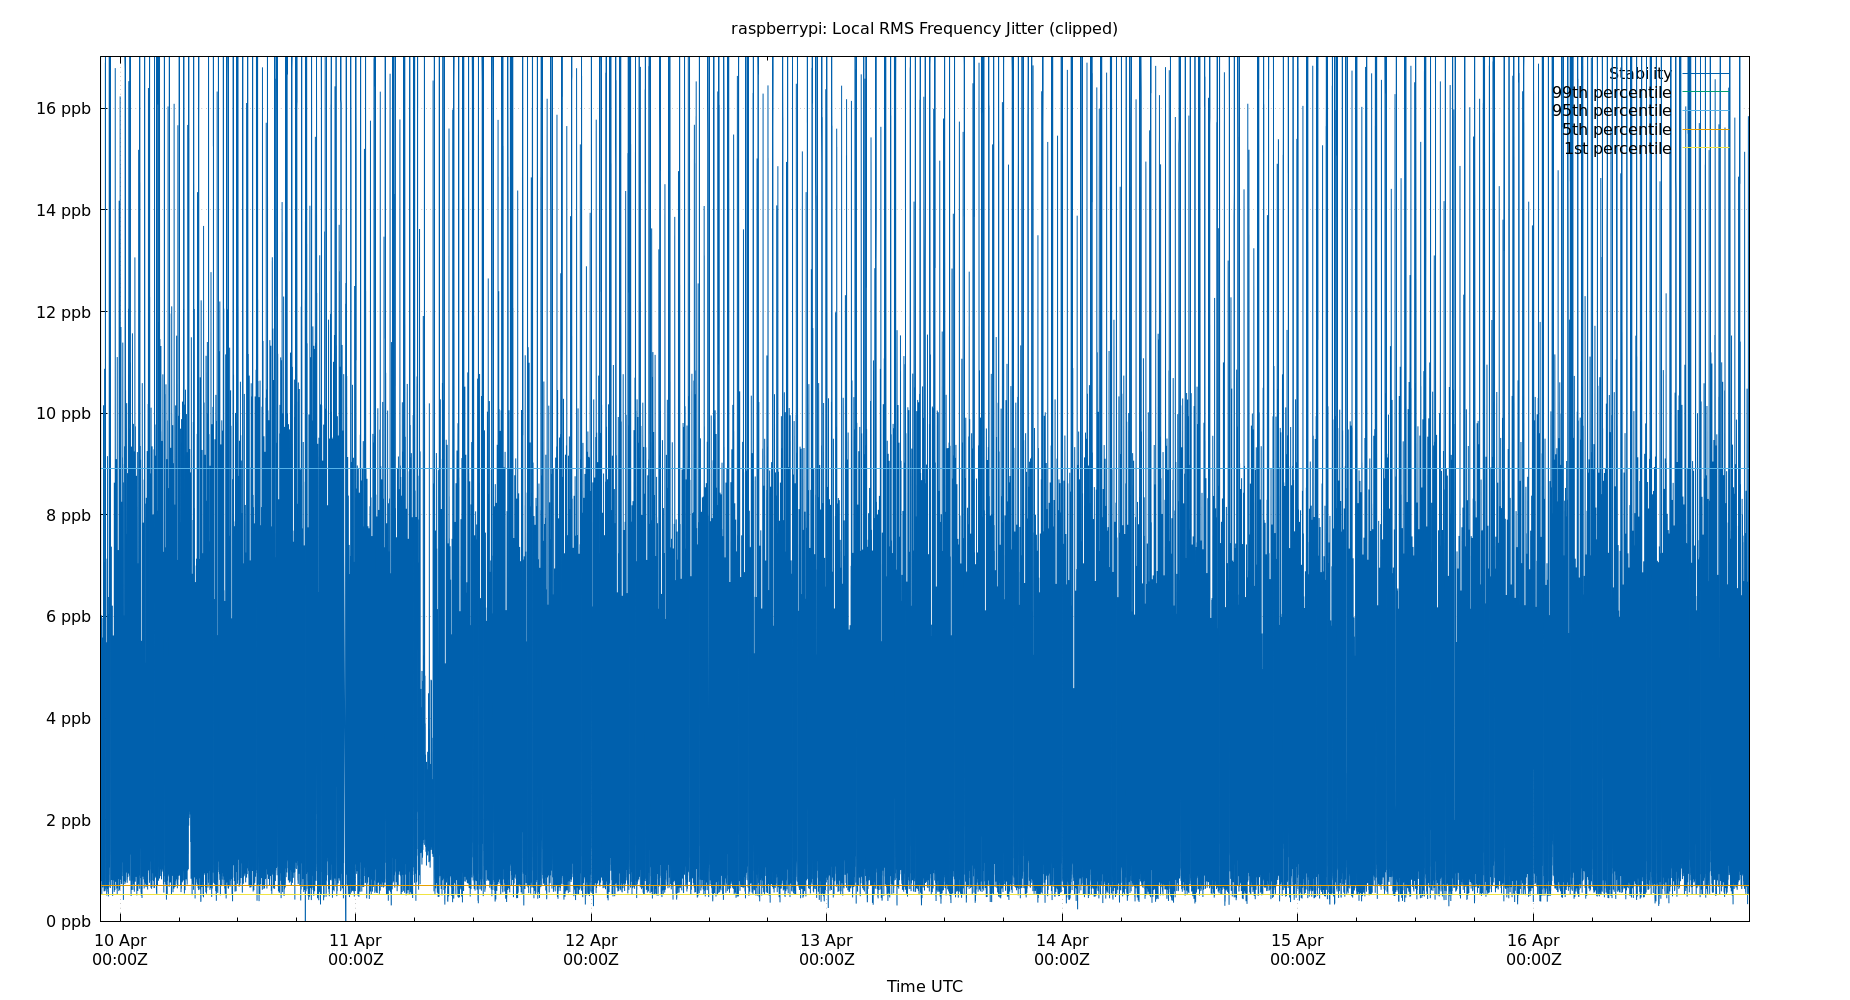 raspberrypi: Local RMS Frequency Jitter (clipped)
Stability
99th percentile
95th percentile
5th percentile
1st percentile
16 ppb
14 ppb
12 ppb
10 ppb
8 ppb
6 ppb
4 ppb
2 ppb
0 ppb
10 Apr 11 Apr 12 Apr 13 Apr 14 Apr 15 Apr 16 Apr
00:00Z 00:00Z 00:00Z 00:00Z 00:00Z 00:00Z 00:00Z
Time UTC